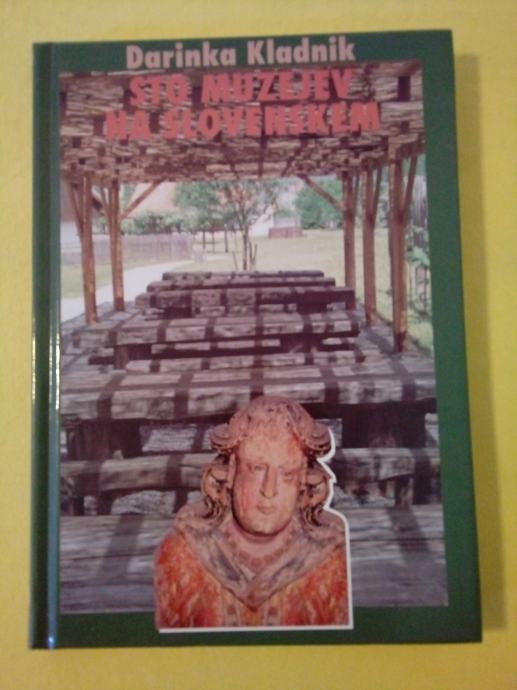 Darinka Kladnik
STO MUZEJEV
NA SLOVENSKEM